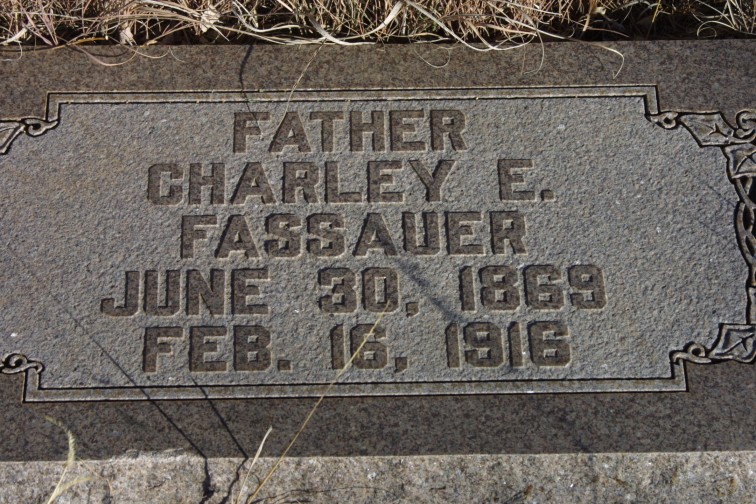 FATHER
CHARLEY E.
FASSAUER
JUNE 30, 1869
FEB. 16, 1916